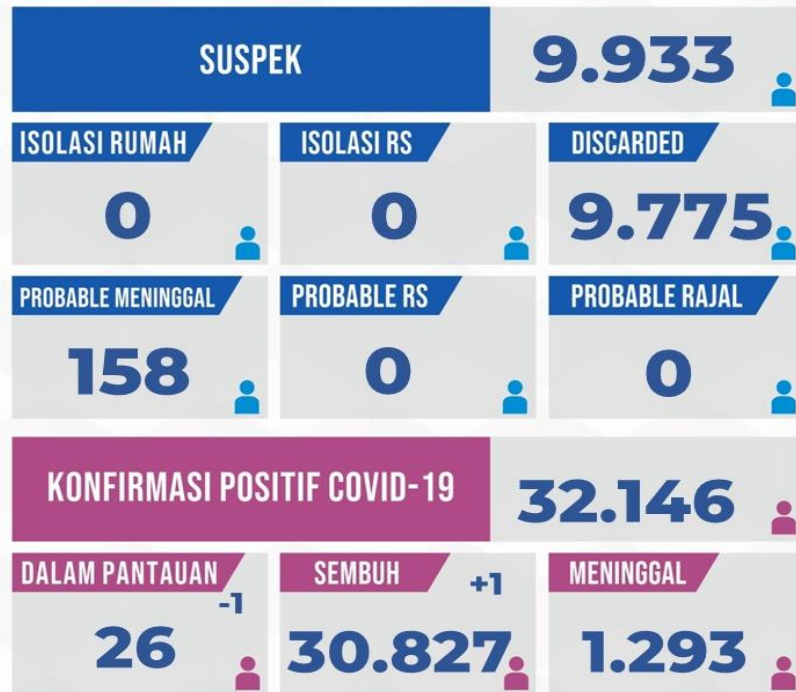 SUSPEK 9.933
ISOLASI RUMAH ISOLASI RS DISCARDED
0 0 9.775
PROBABLE MENINGGAL PROBABLE RS PROBABLE RAJAL
158 0 0
KONFIRMASI POSITIF COVID-19 32.146
DALAM PANTAUAN SEMBUH MENINGGAL
-1 +1
26 30.827 1.293